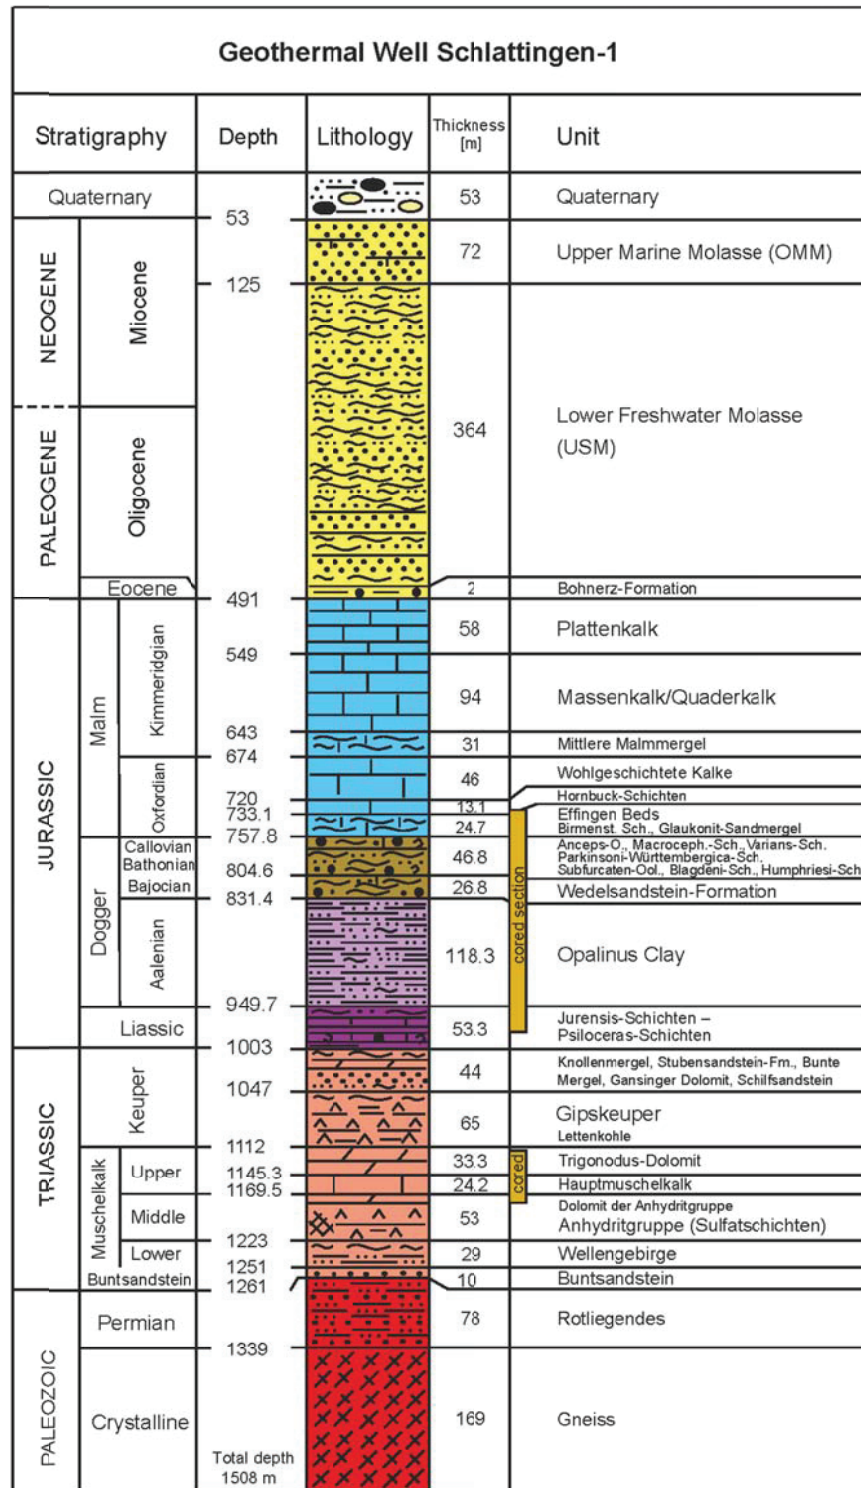 Geothermal Well Schlattingen-1
Stratigraphy Depth Lithology Thickness [m] Unit
Quaternary 53 Quaternary
53
NEOGENE Miocene 72 Upper Marine Molasse (OMM)
125
364 Lower Freshwater Molasse
(USM)
PALEOGENE Oligocene
Eocene 2 Bohnerz-Formation
491
JURASSIC Malm Kimmeridgian 58 Plattenkalk
549
94 Massenkalk/Quaderkalk
643
31 Mittlere Malmmergel
674
Oxfordian 46 Wohlgeschichtete Kalke
720
13.1 Hornbuck-Schichten
733.1
24.7 Effingen Beds
Birmenst. Sch., Glaukonit-Sandmergel
757.8
Dogger Callovian Anceps-O., Macroceph.-Sch., Varians-Sch.
Bathonian 46.8 Parkinsoni-Württembergica-Sch.
804.6 Subfurcaten-Ool., Blagdeni-Sch., Humphriesi-Sch
Bajocian 26.8 Wedelsandstein-Formation
831.4
cored section
Aalenian 118.3 Opalinus Clay
949.7
Liassic 53.3 Jurensis-Schichten –
Psiloceras-Schichten
1003
TRIASSIC Keuper 44 Knollenmergel, Stubensandstein-Fm., Bunte
Mergel, Gansinger Dolomit, Schilfsandstein
1047
65 Gipskeuper
Lettenkohle
1112
Muschelkalk Upper 33.3 Trigonodus-Dolomit
1145.3
cored
24.2 Hauptmuschelkalk
1169.5
Middle 53 Dolomit der Anhydritgruppe
Anhydritgruppe (Sulfatschichten)
1223
Lower 29 Wellengebirge
1251
Buntsandstein 10 Buntsandstein
1261
PALEOZOIC Permian 78 Rotliegendes
1339
Crystalline 169 Gneiss
Total depth
1508 m